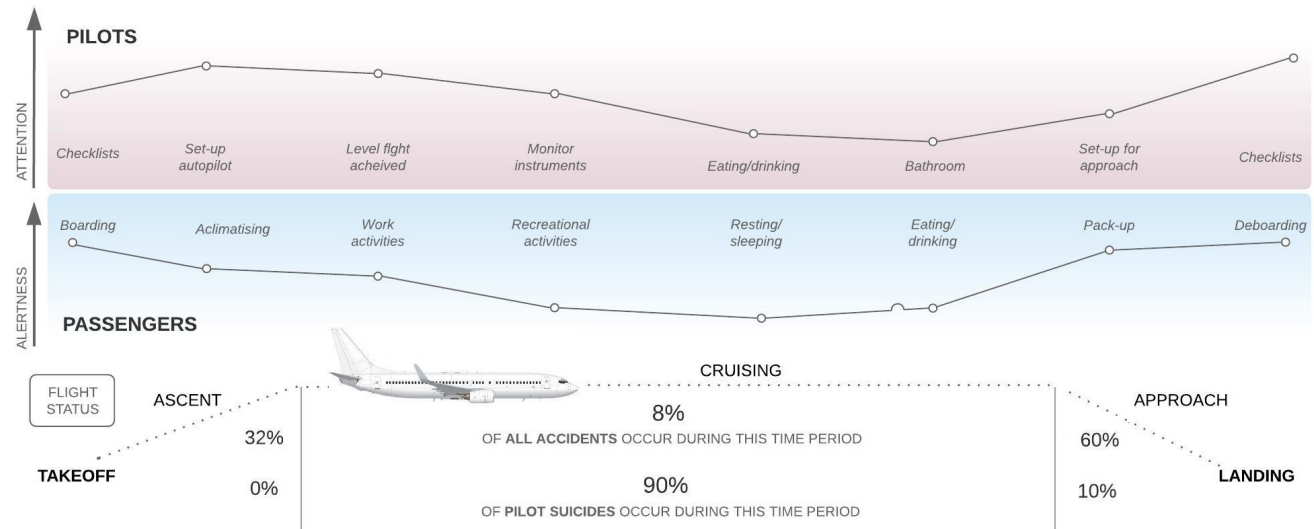 PILOTS
ATTENTION
Checklists
Set-up
autopilot
Level flght
acheived
Monitor
instruments
Eating/drinking
Bathroom
Set-up for
approach
Checklists
ALERTNESS
Boarding
Aclimatising
Work
activities
Recreational
activities
Resting/
sleeping
Eating/
drinking
Pack-up
Deboarding
PASSENGERS
FLIGHT
STATUS
ASCENT
CRUISING
APPROACH
32%
8%
OF ALL ACCIDENTS OCCUR DURING THIS TIME PERIOD
60%
TAKEOFF
LANDING
0%
90%
OF PILOT SUICIDES OCCUR DURING THIS TIME PERIOD
10%